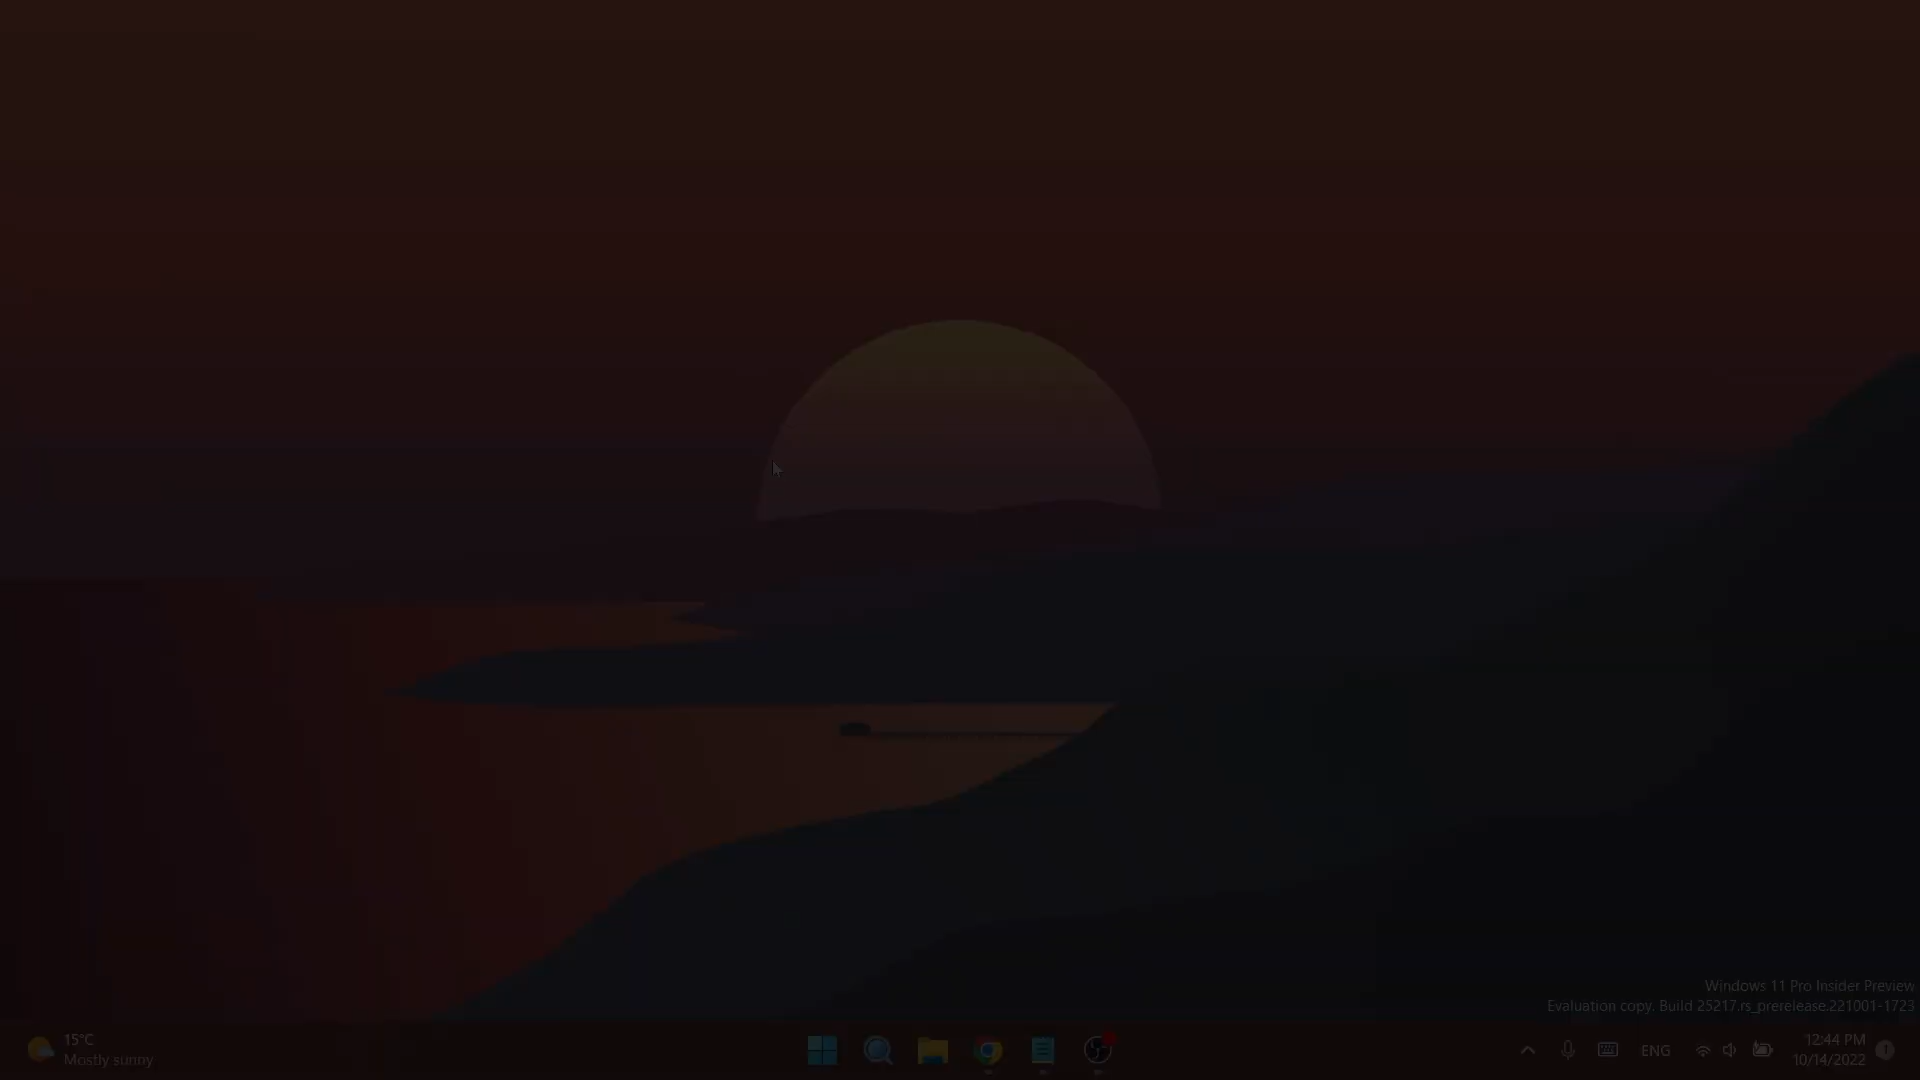 Windows 11 Pro Insider Preview
Evaluation copy. Build 25217.rs_prerelease.221001-1723
15°C
Mostly sunny
ENG
12:44 PM
10/14/2022
1